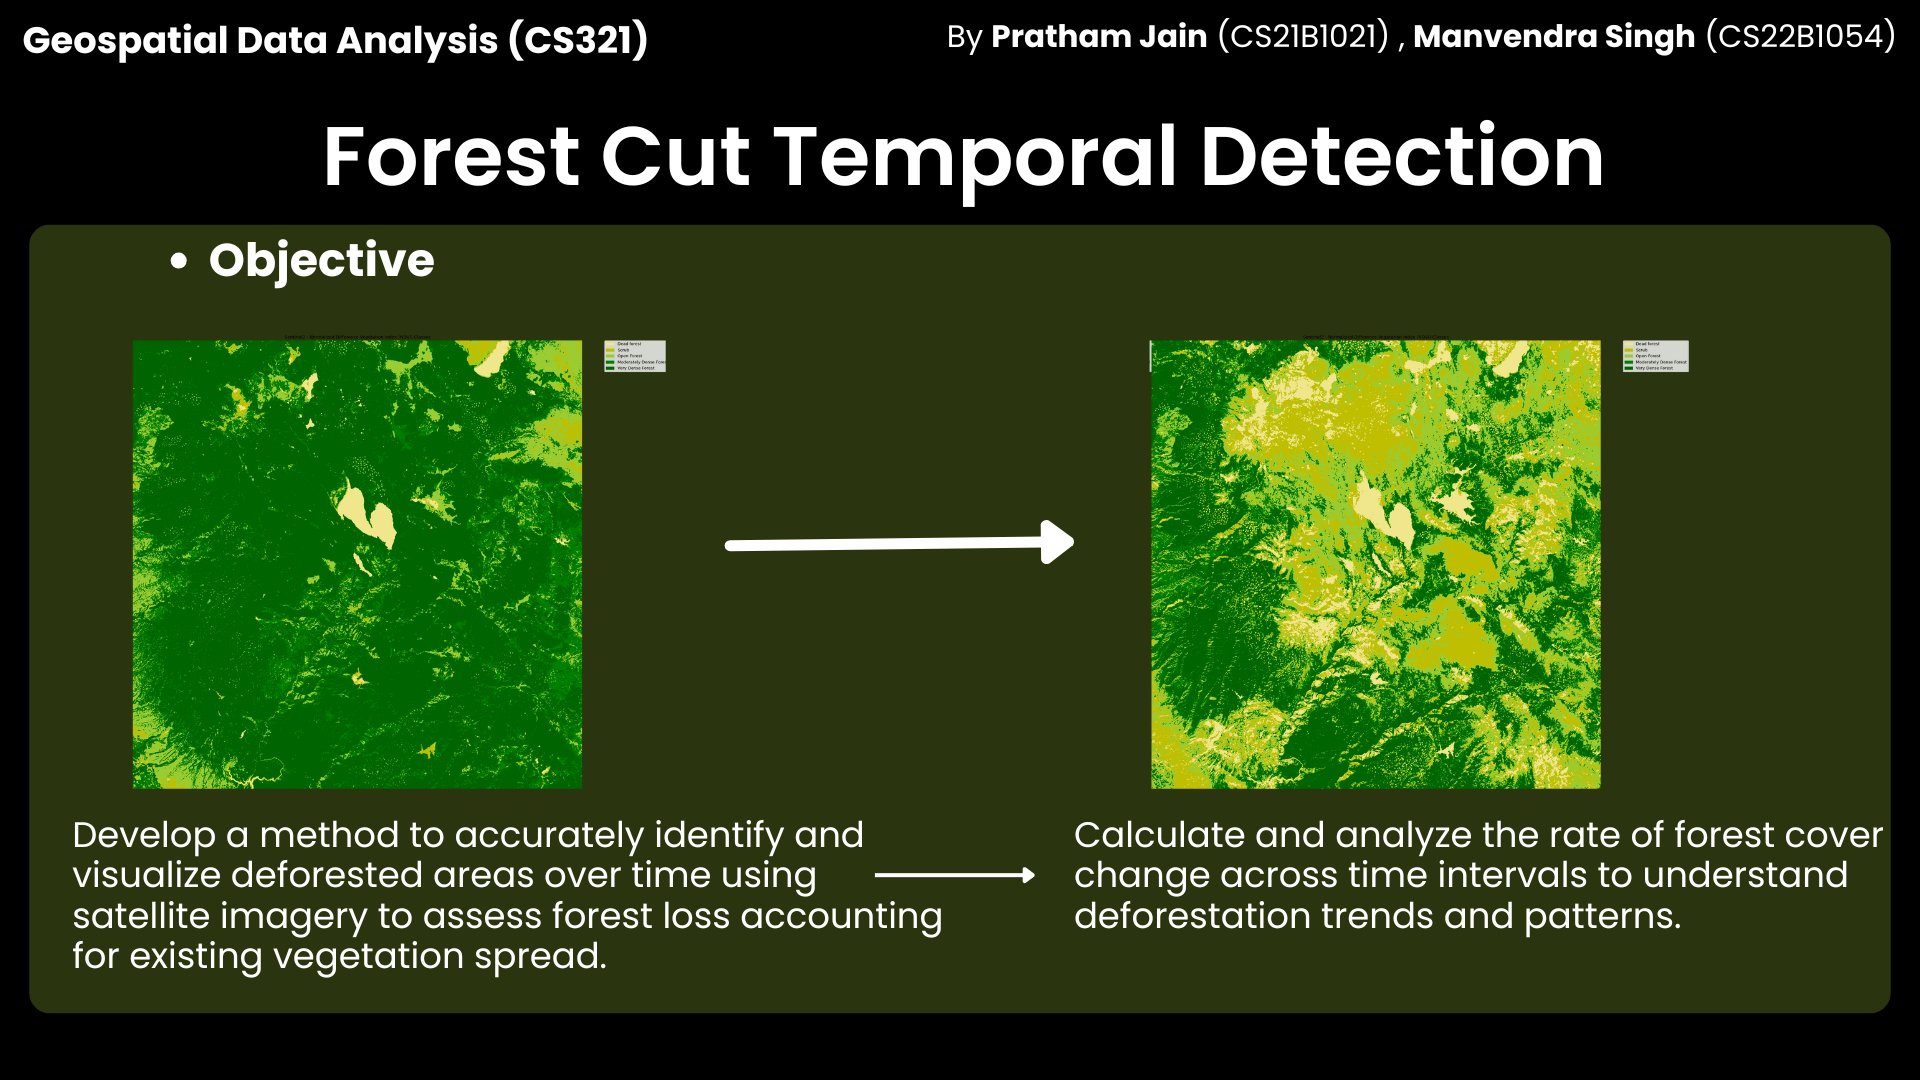 Geospatial Data Analysis (CS321)
By Pratham Jain (CS21B1021) , Manvendra Singh (CS22B1054)
Forest Cut Temporal Detection
• Objective
Dead forest
Scrub
Open Forest
Moderately Dense Forest
Very Dense Forest
Dead forest
Scrub
Open Forest
Moderately Dense Forest
Very Dense Forest
Develop a method to accurately identify and
visualize deforested areas over time using
satellite imagery to assess forest loss accounting
for existing vegetation spread.
Calculate and analyze the rate of forest cover
change across time intervals to understand
deforestation trends and patterns.